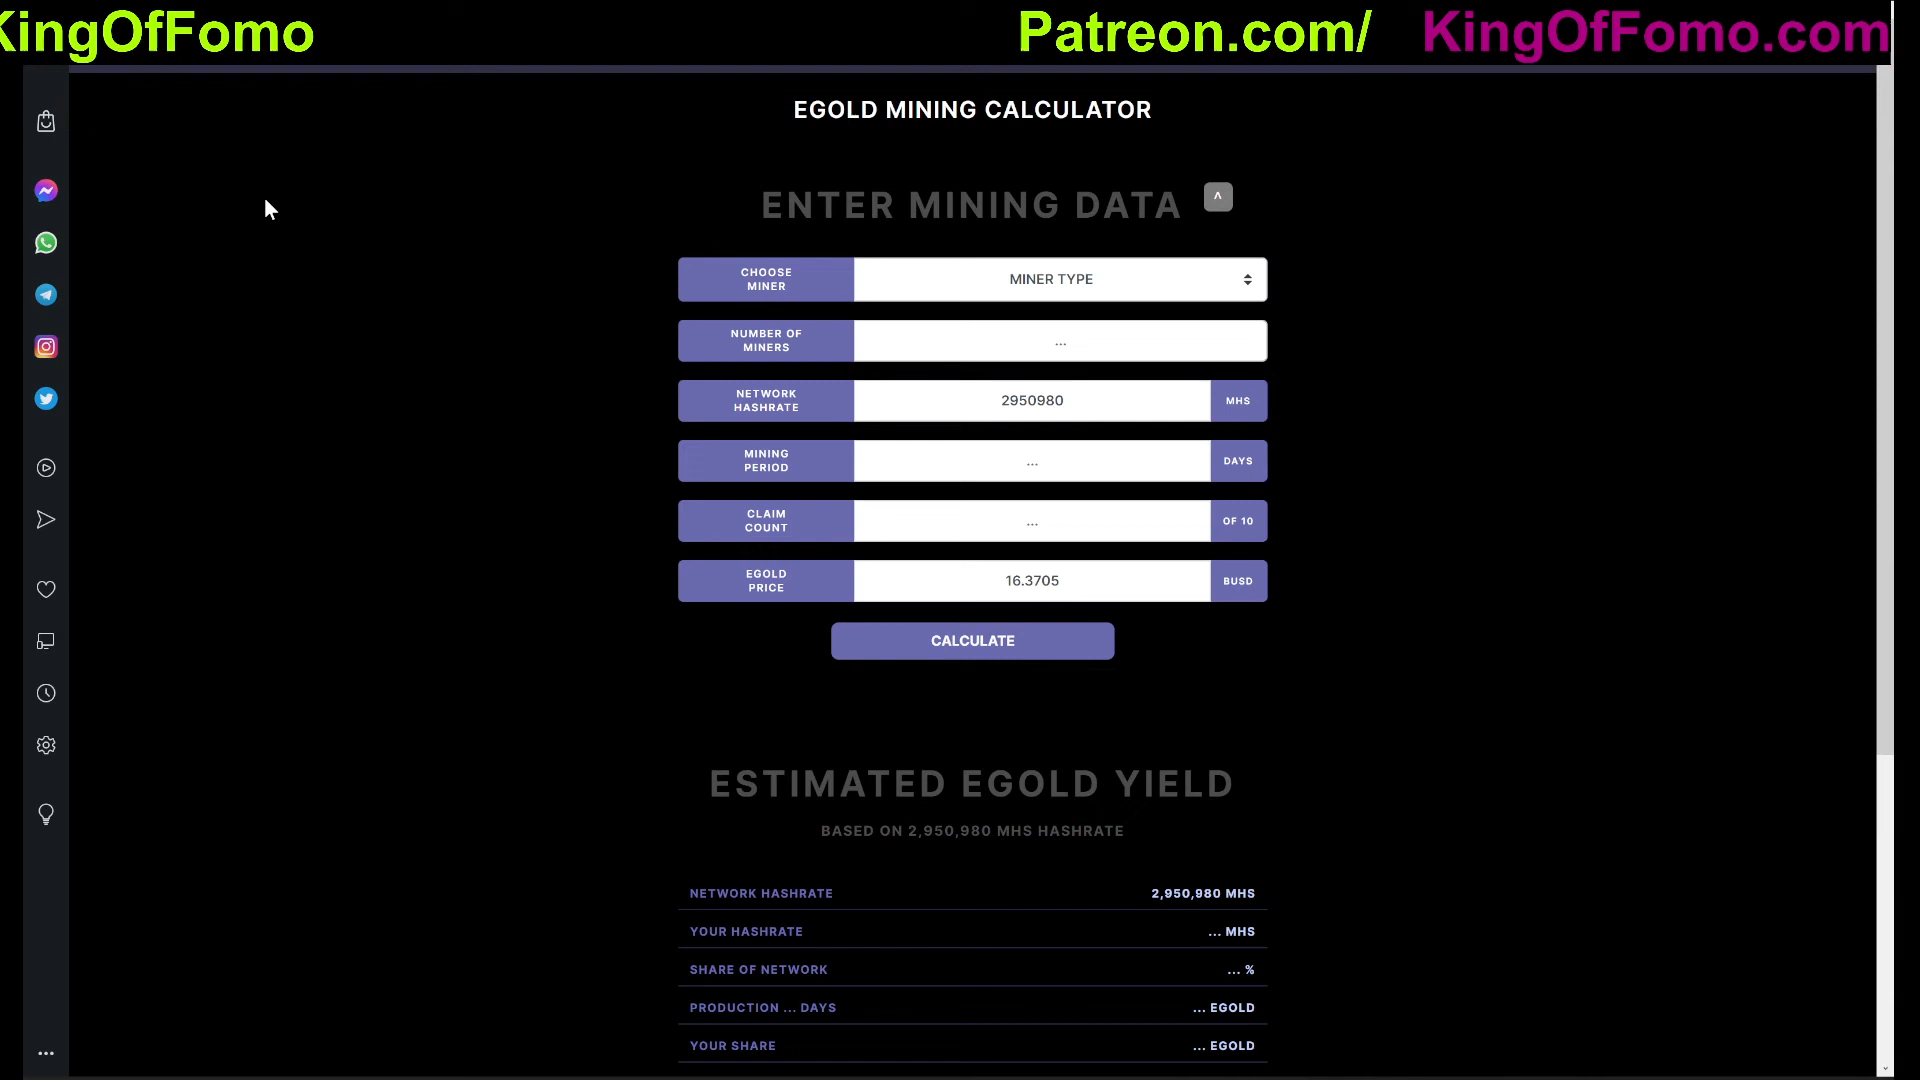 KingOfFomo
Patreon.com/
KingOfFomo.com
EGOLD MINING CALCULATOR
ENTER MINING DATA
^
CHOOSE
MINER
MINER TYPE
NUMBER OF
MINERS
...
NETWORK
HASHRATE
2950980
MHS
MINING
PERIOD
...
DAYS
CLAIM
COUNT
...
OF 10
EGOLD
PRICE
16.3705
BUSD
CALCULATE
ESTIMATED EGOLD YIELD
BASED ON 2,950,980 MHS HASHRATE
NETWORK HASHRATE 2,950,980 MHS
YOUR HASHRATE ... MHS
SHARE OF NETWORK ... %
PRODUCTION ... DAYS ... EGOLD
YOUR SHARE ... EGOLD